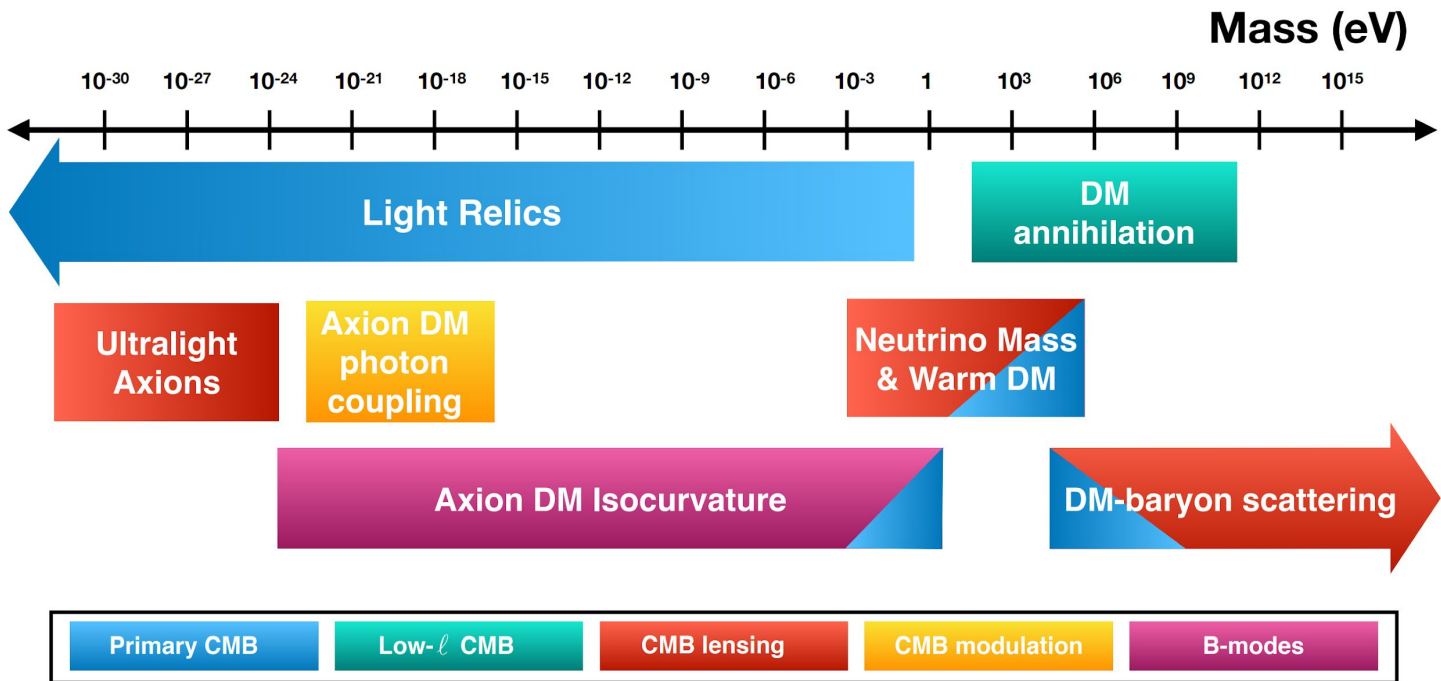 Mass (eV)
10⁻³⁰ 10⁻²⁷ 10⁻²⁴ 10⁻²¹ 10⁻¹⁸ 10⁻¹⁵ 10⁻¹² 10⁻⁹ 10⁻⁶ 10⁻³ 1 10³ 10⁶ 10⁹ 10¹² 10¹⁵
Light Relics
DM
annihilation
Ultralight
Axions
Axion DM
photon
coupling
Neutrino Mass
& Warm DM
Axion DM Isocurvature
DM-baryon scattering
Primary CMB
Low-ℓ CMB
CMB lensing
CMB modulation
B-modes